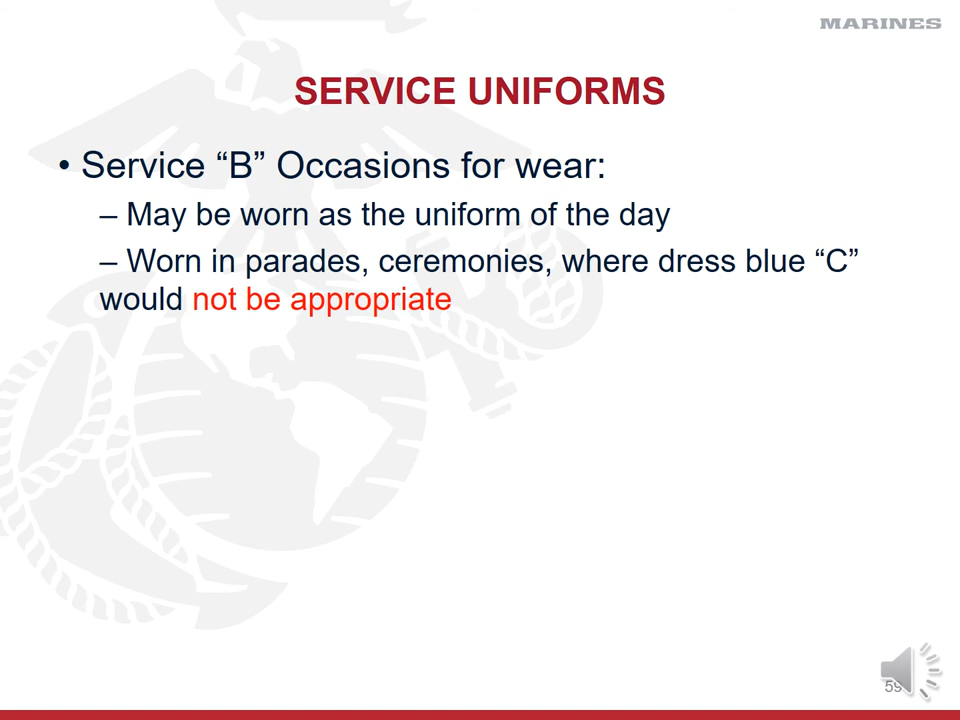 MARINES
SERVICE UNIFORMS
• Service “B” Occasions for wear:
– May be worn as the uniform of the day
– Worn in parades, ceremonies, where dress blue “C”
would not be appropriate
59